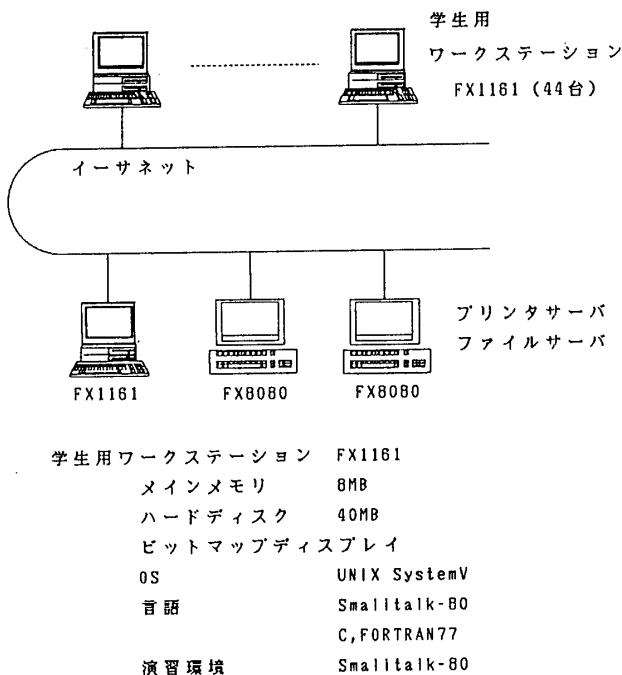 学生用
ワークステーション
FX1161（44台）
イーサネット
プリンタサーバ
ファイルサーバ
FX1161 FX8080 FX8080
学生用ワークステーション FX1161
メインメモリ 8MB
ハードディスク 40MB
ビットマップディスプレイ
OS UNIX SystemV
言語 Smalltalk-80
C,FORTRAN77
演習環境 Smalltalk-80